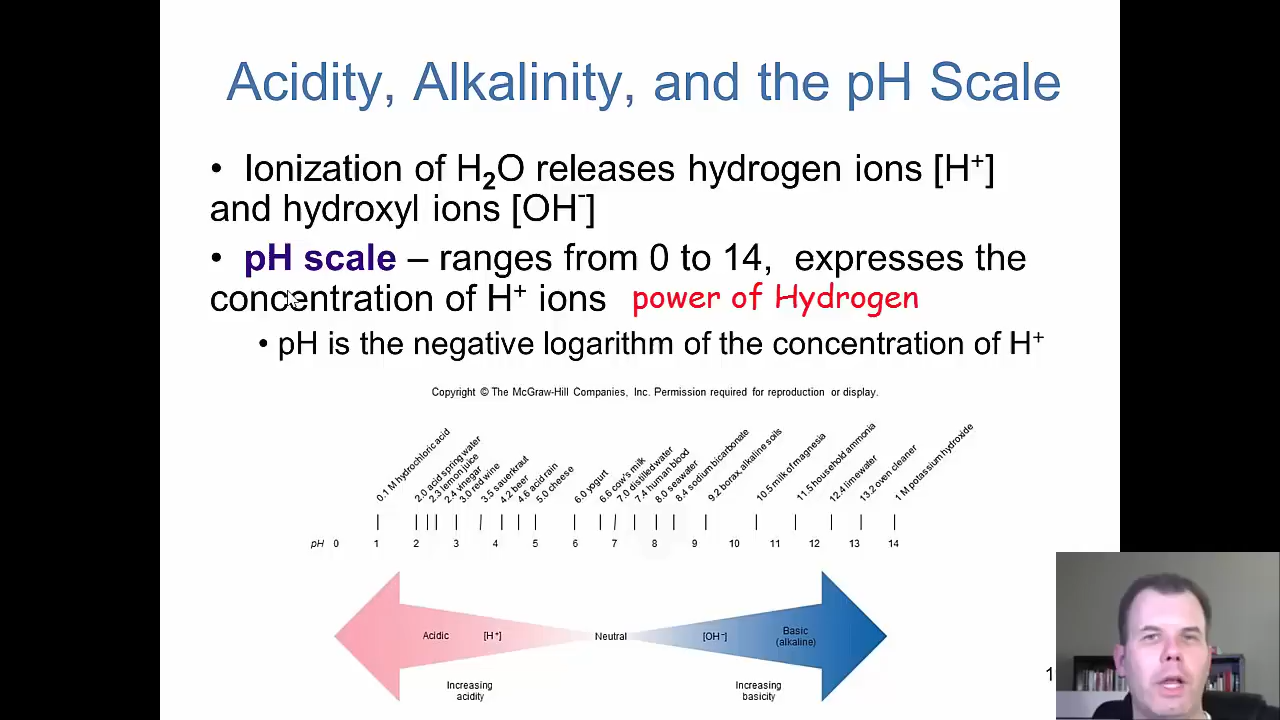 Acidity, Alkalinity, and the pH Scale
• Ionization of H₂O releases hydrogen ions [H⁺]
and hydroxyl ions [OH⁻]
• pH scale – ranges from 0 to 14, expresses the
concentration of H⁺ ions power of Hydrogen
• pH is the negative logarithm of the concentration of H⁺
Copyright © The McGraw-Hill Companies, Inc. Permission required for reproduction or display.
0.1 M hydrochloric acid
2.0 acid spring water
2.3 lemon juice
2.4 vinegar
3.0 red wine
3.5 sauerkraut
4.2 beer
4.6 acid rain
5.0 cheese
6.0 yogurt
6.6 cow's milk
7.0 distilled water
7.4 human blood
8.0 seawater
8.4 sodium bicarbonate
9.2 borax, alkaline soils
10.5 milk of magnesia
11.5 household ammonia
12.4 limewater
13.2 oven cleaner
1 M potassium hydroxide
pH 0 1 2 3 4 5 6 7 8 9 10 11 12 13 14
Acidic [H⁺] Neutral [OH⁻] Basic
(alkaline)
Increasing
acidity
Increasing
basicity
1